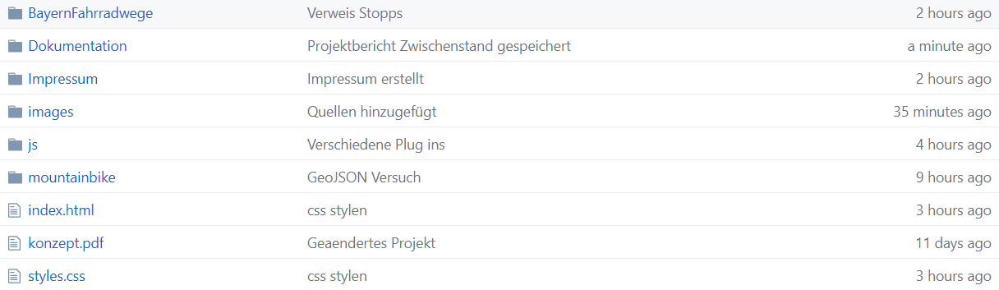 BayernFahrradwege Verweis Stopps 2 hours ago
Dokumentation Projektbericht Zwischenstand gespeichert a minute ago
Impressum Impressum erstellt 2 hours ago
images Quellen hinzugefügt 35 minutes ago
js Verschiedene Plug ins 4 hours ago
mountainbike GeoJSON Versuch 9 hours ago
index.html css stylen 3 hours ago
konzept.pdf Geaendertes Projekt 11 days ago
styles.css css stylen 3 hours ago